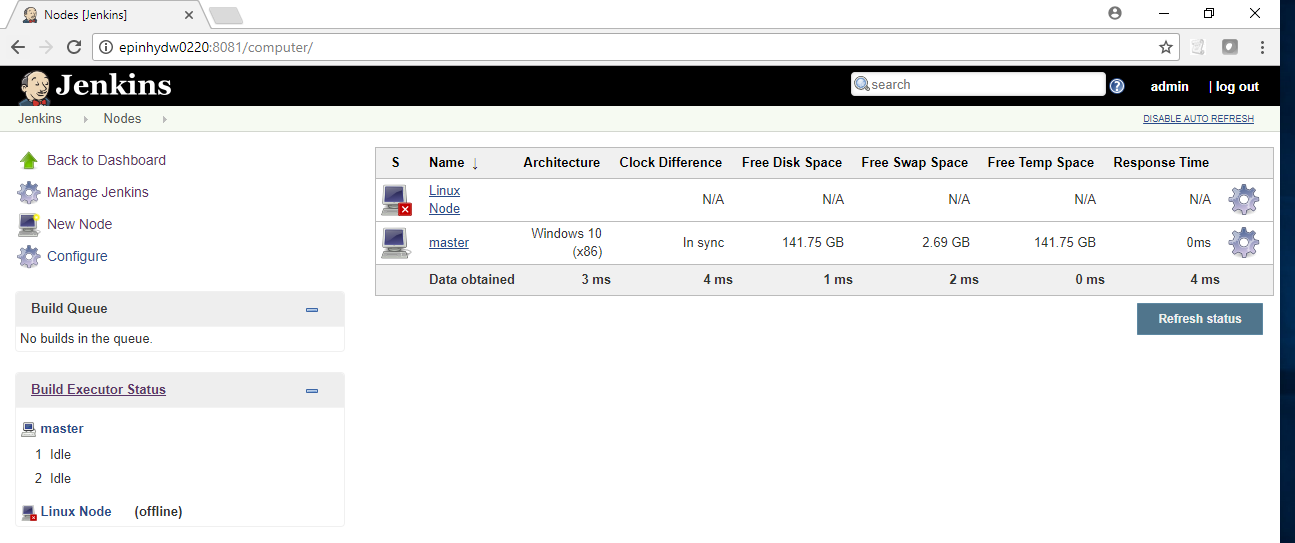 Nodes [Jenkins]
epinhydw0220:8081/computer/
Jenkins
search
admin
| log out
Jenkins
Nodes
DISABLE AUTO REFRESH
Back to Dashboard
Manage Jenkins
New Node
Configure
Build Queue
No builds in the queue.
Build Executor Status
master
1 Idle
2 Idle
Linux Node (offline)
S Name ↓ Architecture Clock Difference Free Disk Space Free Swap Space Free Temp Space Response Time
Linux
Node
N/A N/A N/A N/A N/A
master
Windows 10
(x86)
In sync 141.75 GB 2.69 GB 141.75 GB 0ms
Data obtained 3 ms 4 ms 1 ms 2 ms 0 ms 4 ms
Refresh status